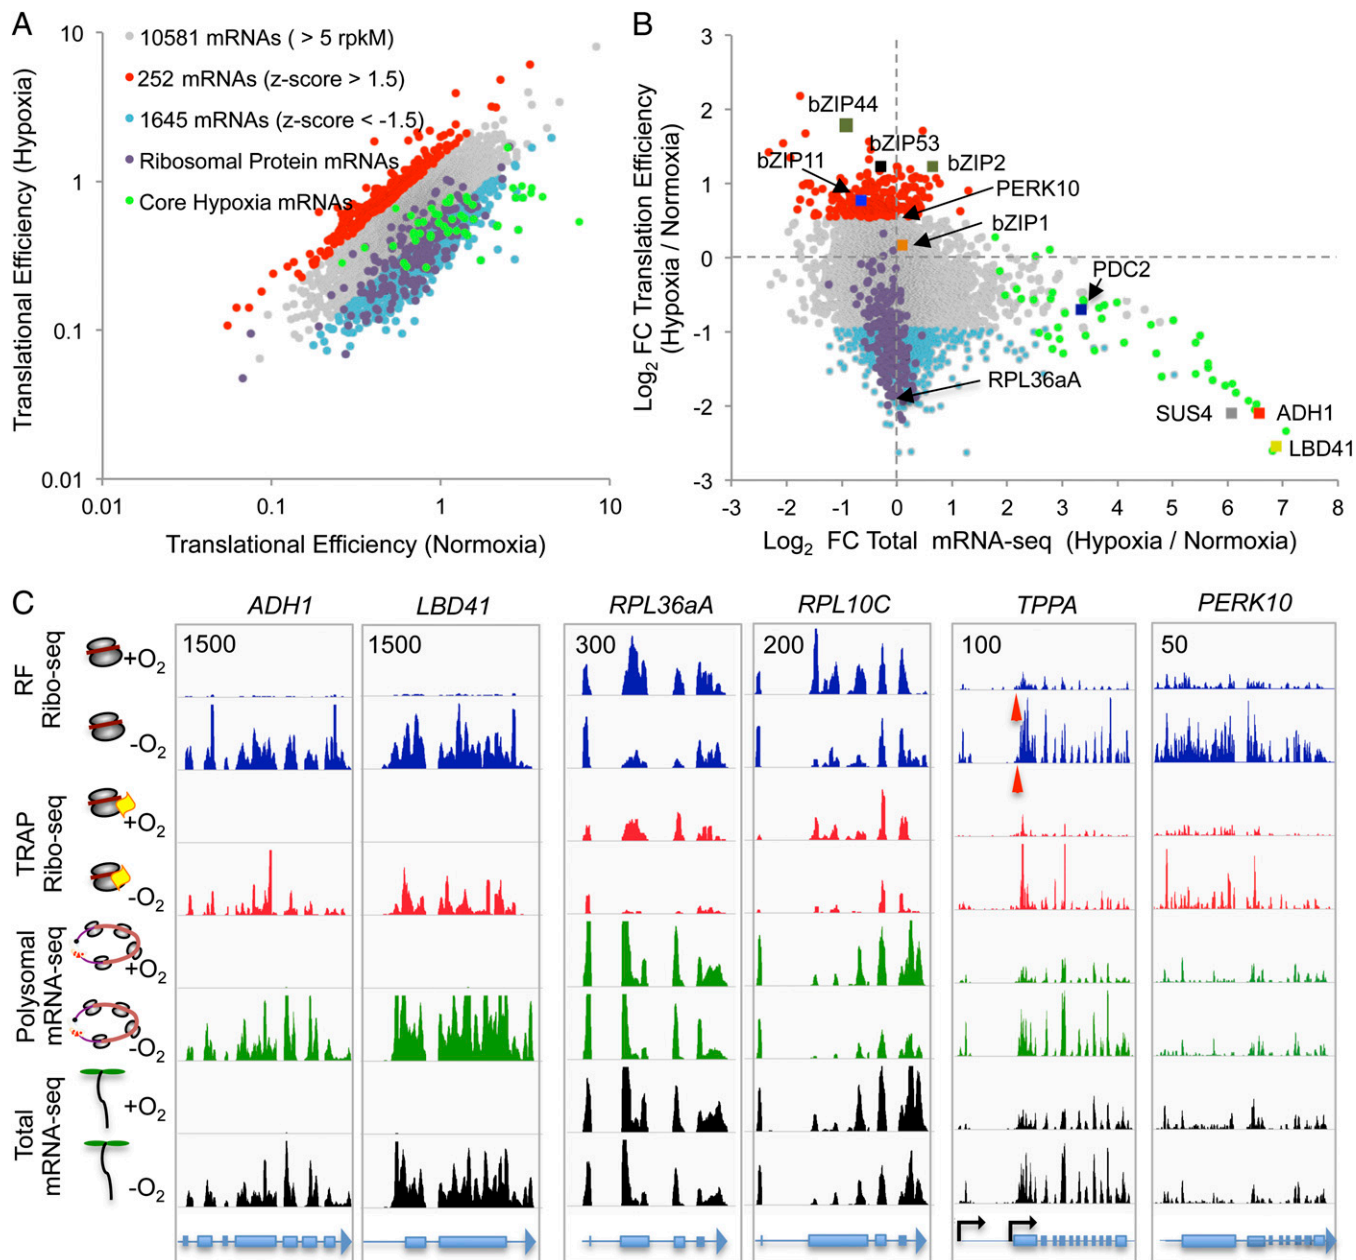 A
10581 mRNAs ( > 5 rpkM)
252 mRNAs (z-score > 1.5)
1645 mRNAs (z-score < -1.5)
Ribosomal Protein mRNAs
Core Hypoxia mRNAs
Translational Efficiency (Hypoxia)
10
1
0.1
0.01
0.01
0.1
1
10
Translational Efficiency (Normoxia)
B
Log2 FC Translation Efficiency
(Hypoxia / Normoxia)
3
2
1
0
-1
-2
-3
bZIP44
bZIP53
bZIP11
bZIP2
PERK10
bZIP1
PDC2
RPL36aA
SUS4
ADH1
LBD41
-3
-2
-1
0
1
2
3
4
5
6
7
8
Log2 FC Total mRNA-seq (Hypoxia / Normoxia)
C
ADH1
LBD41
RPL36aA
RPL10C
TPPA
PERK10
1500
1500
300
200
100
50
RF
Ribo-seq
+O2
-O2
TRAP
Ribo-seq
+O2
-O2
Polysomal
mRNA-seq
+O2
-O2
Total
mRNA-seq
+O2
-O2